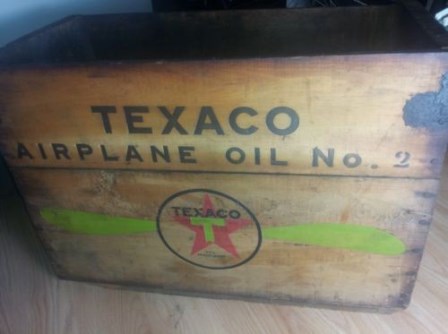 TEXACO
AIRPLANE OIL No. 2
TEXACO
T